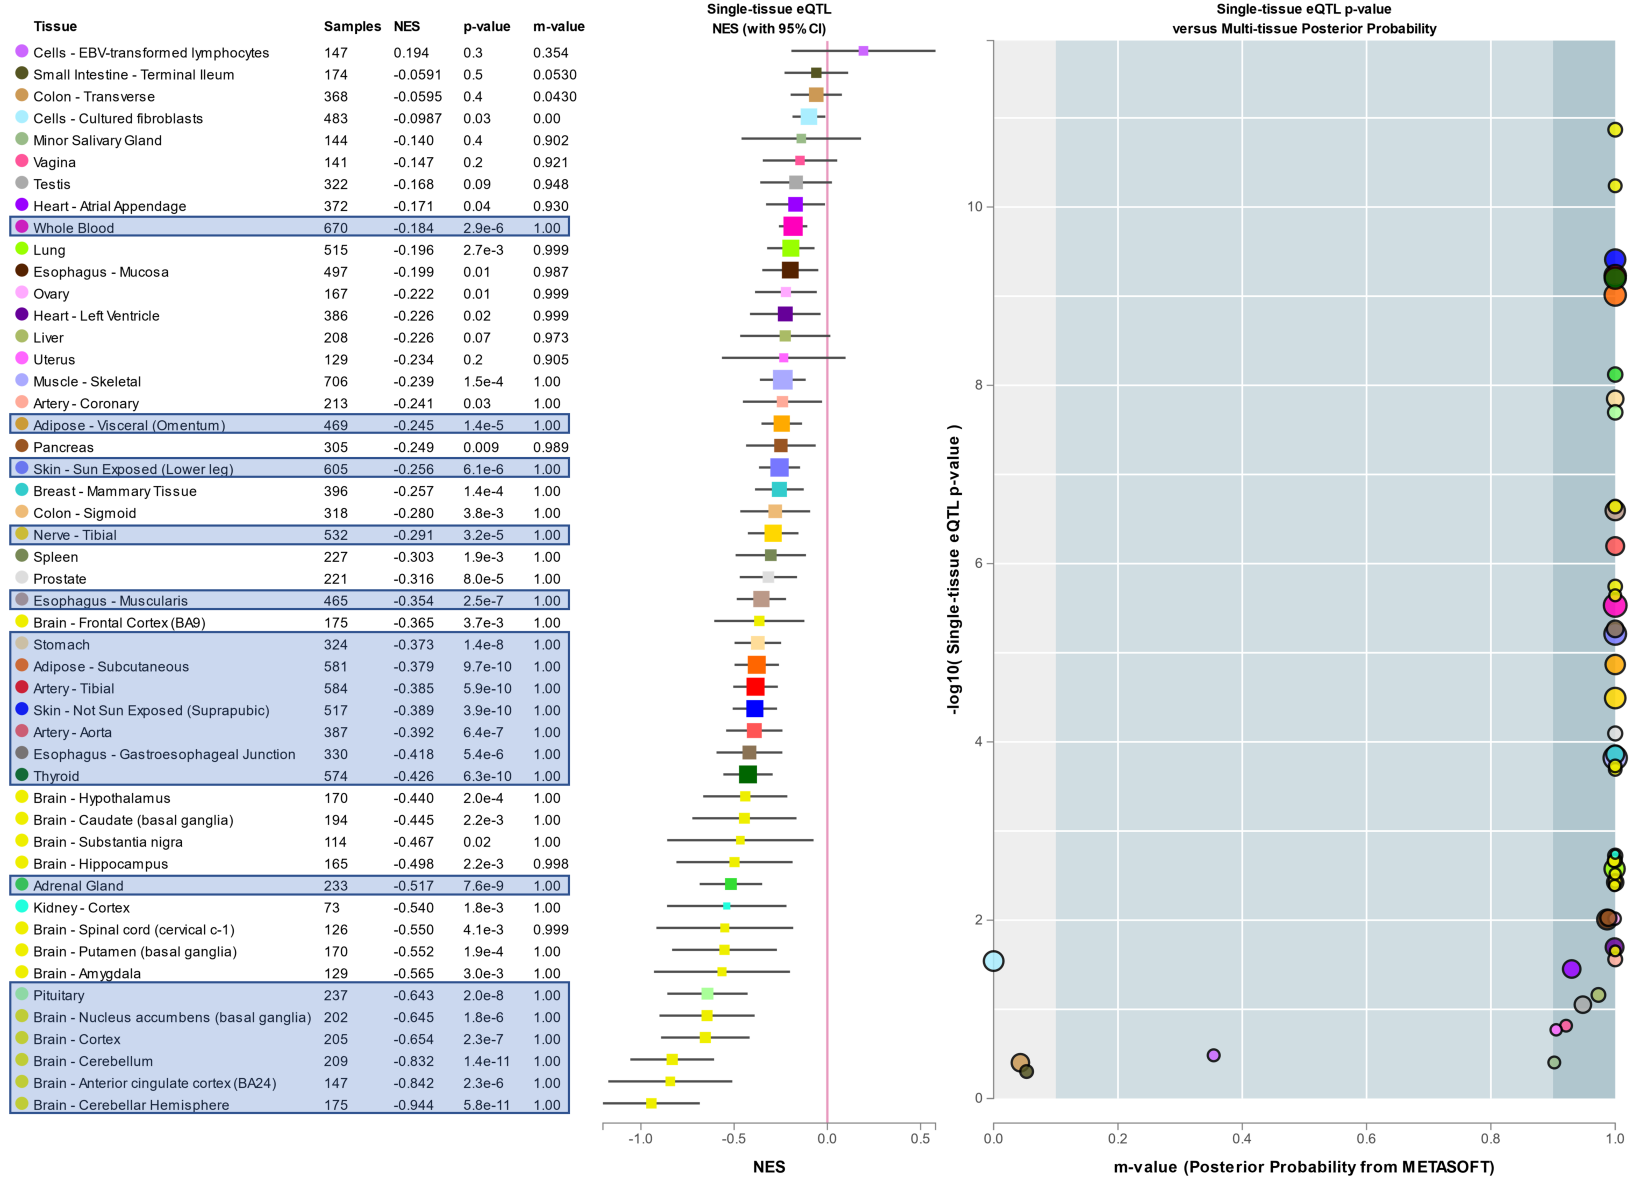 Single-tissue eQTL
Single-tissue eQTL p-value
Tissue Samples NES p-value m-value
NES (with 95% CI)
versus Multi-tissue Posterior Probability
Cells - EBV-transformed lymphocytes 147 0.194 0.3 0.354
Small Intestine - Terminal Ileum 174 -0.0591 0.5 0.0530
Colon - Transverse 368 -0.0595 0.4 0.0430
Cells - Cultured fibroblasts 483 -0.0987 0.03 0.00
Minor Salivary Gland 144 -0.140 0.4 0.902
Vagina 141 -0.147 0.2 0.921
Testis 322 -0.168 0.09 0.948
Heart - Atrial Appendage 372 -0.171 0.04 0.930
Whole Blood 670 -0.184 2.9e-6 1.00
Lung 515 -0.196 2.7e-3 0.999
Esophagus - Mucosa 497 -0.199 0.01 0.987
Ovary 167 -0.222 0.01 0.999
Heart - Left Ventricle 386 -0.226 0.02 0.999
Liver 208 -0.226 0.07 0.973
Uterus 129 -0.234 0.2 0.905
Muscle - Skeletal 706 -0.239 1.5e-4 1.00
Artery - Coronary 213 -0.241 0.03 1.00
Adipose - Visceral (Omentum) 469 -0.245 1.4e-5 1.00
Pancreas 305 -0.249 0.009 0.989
Skin - Sun Exposed (Lower leg) 605 -0.256 6.1e-6 1.00
Breast - Mammary Tissue 396 -0.257 1.4e-4 1.00
Colon - Sigmoid 318 -0.280 3.8e-3 1.00
Nerve - Tibial 532 -0.291 3.2e-5 1.00
Spleen 227 -0.303 1.9e-3 1.00
Prostate 221 -0.316 8.0e-5 1.00
Esophagus - Muscularis 465 -0.354 2.5e-7 1.00
Brain - Frontal Cortex (BA9) 175 -0.365 3.7e-3 1.00
Stomach 324 -0.373 1.4e-8 1.00
Adipose - Subcutaneous 581 -0.379 9.7e-10 1.00
Artery - Tibial 584 -0.385 5.9e-10 1.00
Skin - Not Sun Exposed (Suprapubic) 517 -0.389 3.9e-10 1.00
Artery - Aorta 387 -0.392 6.4e-7 1.00
Esophagus - Gastroesophageal Junction 330 -0.418 5.4e-6 1.00
Thyroid 574 -0.426 6.3e-10 1.00
Brain - Hypothalamus 170 -0.440 2.0e-4 1.00
Brain - Caudate (basal ganglia) 194 -0.445 2.2e-3 1.00
Brain - Substantia nigra 114 -0.467 0.02 1.00
Brain - Hippocampus 165 -0.498 2.2e-3 0.998
Adrenal Gland 233 -0.517 7.6e-9 1.00
Kidney - Cortex 73 -0.540 1.8e-3 1.00
Brain - Spinal cord (cervical c-1) 126 -0.550 4.1e-3 0.999
Brain - Putamen (basal ganglia) 170 -0.552 1.9e-4 1.00
Brain - Amygdala 129 -0.565 3.0e-3 1.00
Pituitary 237 -0.643 2.0e-8 1.00
Brain - Nucleus accumbens (basal ganglia) 202 -0.645 1.8e-6 1.00
Brain - Cortex 205 -0.654 2.3e-7 1.00
Brain - Cerebellum 209 -0.832 1.4e-11 1.00
Brain - Anterior cingulate cortex (BA24) 147 -0.842 2.3e-6 1.00
Brain - Cerebellar Hemisphere 175 -0.944 5.8e-11 1.00
-1.0 -0.5 0.0 0.5
NES
-log10( Single-tissue eQTL p-value )
10
8
6
4
2
0
0.0 0.2 0.4 0.6 0.8 1.0
m-value (Posterior Probability from METASOFT)